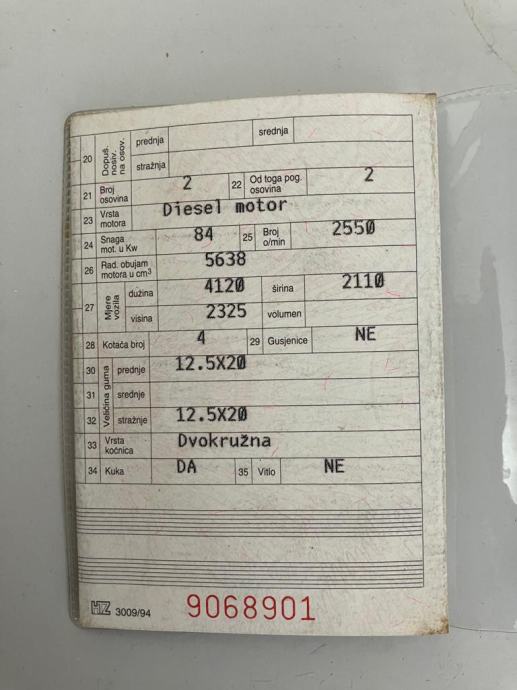 20 Dopuš. nosiv. na osov. prednja srednja
stražnja
21 Broj osovina 2 22 Od toga pog. osovina 2
23 Vrsta motora Diesel motor
24 Snaga mot. u Kw 84 25 Broj o/min 2550
26 Rad. obujam motora u cm³ 5638
27 Mjere vozila dužina 4120 širina 2110
visina 2325 volumen
28 Kotača broj 4 29 Gusjenice NE
30 Veličina guma prednje 12.5X20
31 srednje
32 stražnje 12.5X20
33 Vrsta kočnica Dvokružna
34 Kuka DA 35 Vitlo NE
HTZ 3009/94 9068901